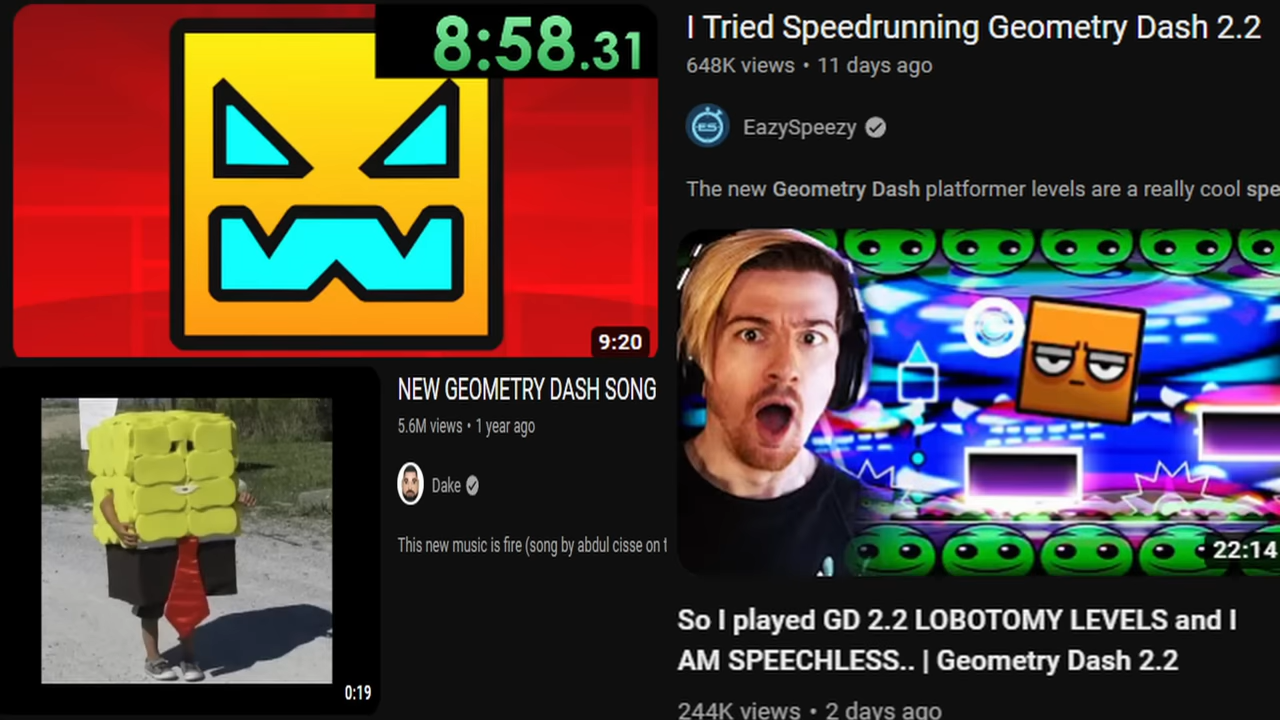 8:58.31
9:20
I Tried Speedrunning Geometry Dash 2.2
648K views • 11 days ago
ES
EazySpeezy
The new Geometry Dash platformer levels are a really cool spe
NEW GEOMETRY DASH SONG
5.6M views • 1 year ago
Dake
This new music is fire (song by abdul cisse on t
0:19
22:14
So I played GD 2.2 LOBOTOMY LEVELS and I
AM SPEECHLESS.. | Geometry Dash 2.2
244K views • 2 days ago